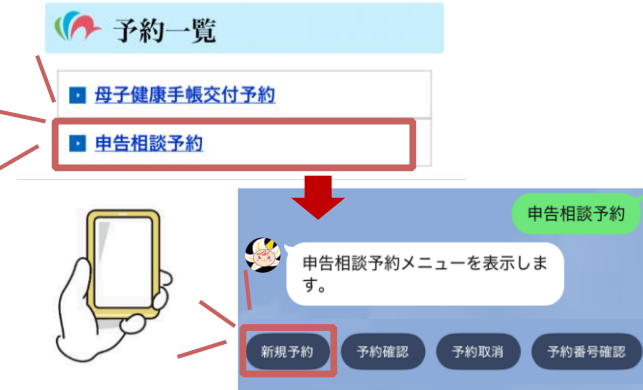 予約一覧
母子健康手帳交付予約
申告相談予約
申告相談予約
申告相談予約メニューを表示しま
す。
新規予約 予約確認 予約取消 予約番号確認